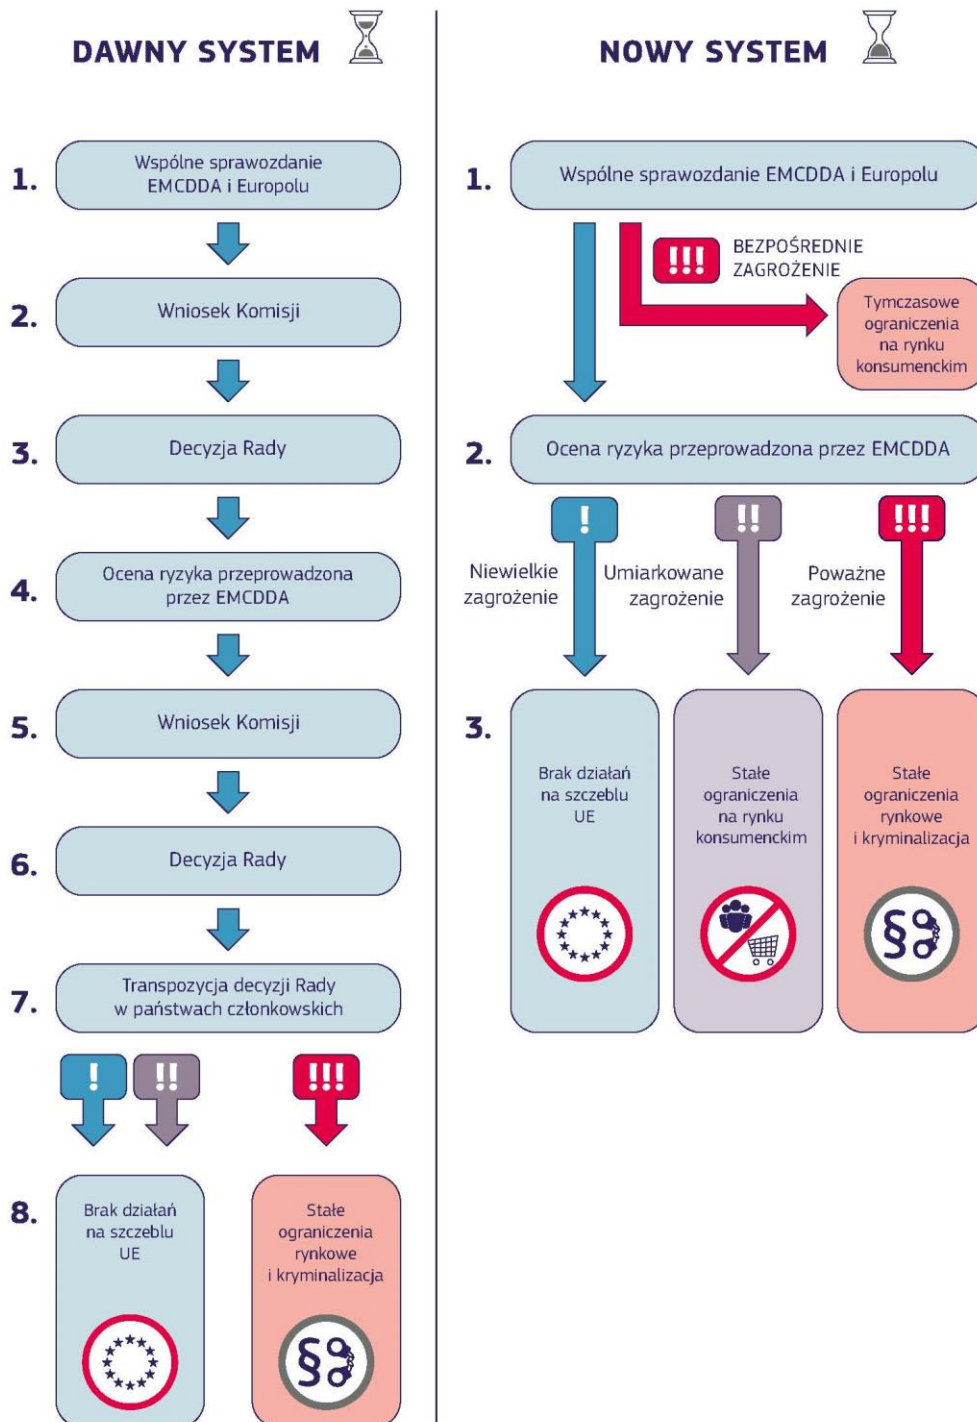 DAWNY SYSTEM
1.
Wspólne sprawozdanie
EMCDDA i Europolu
2.
Wniosek Komisji
3.
Decyzja Rady
4.
Ocena ryzyka przeprowadzona
przez EMCDDA
5.
Wniosek Komisji
6.
Decyzja Rady
7.
Transpozycja decyzji Rady
w państwach członkowskich
!
!!
!!!
8.
Brak działań
na szczeblu
UE
Stałe
ograniczenia
rynkowe
i kryminalizacja
§
NOWY SYSTEM
1.
Wspólne sprawozdanie EMCDDA i Europolu
!!!
BEZPOŚREDNIE
ZAGROŻENIE
Tymczasowe
ograniczenia
na rynku
konsumenckim
2.
Ocena ryzyka przeprowadzona przez EMCDDA
!
Niewielkie
zagrożenie
!!
Umiarkowane
zagrożenie
!!!
Poważne
zagrożenie
3.
Brak działań
na szczeblu
UE
Stałe
ograniczenia
na rynku
konsumenckim
Stałe
ograniczenia
rynkowe
i kryminalizacja
§